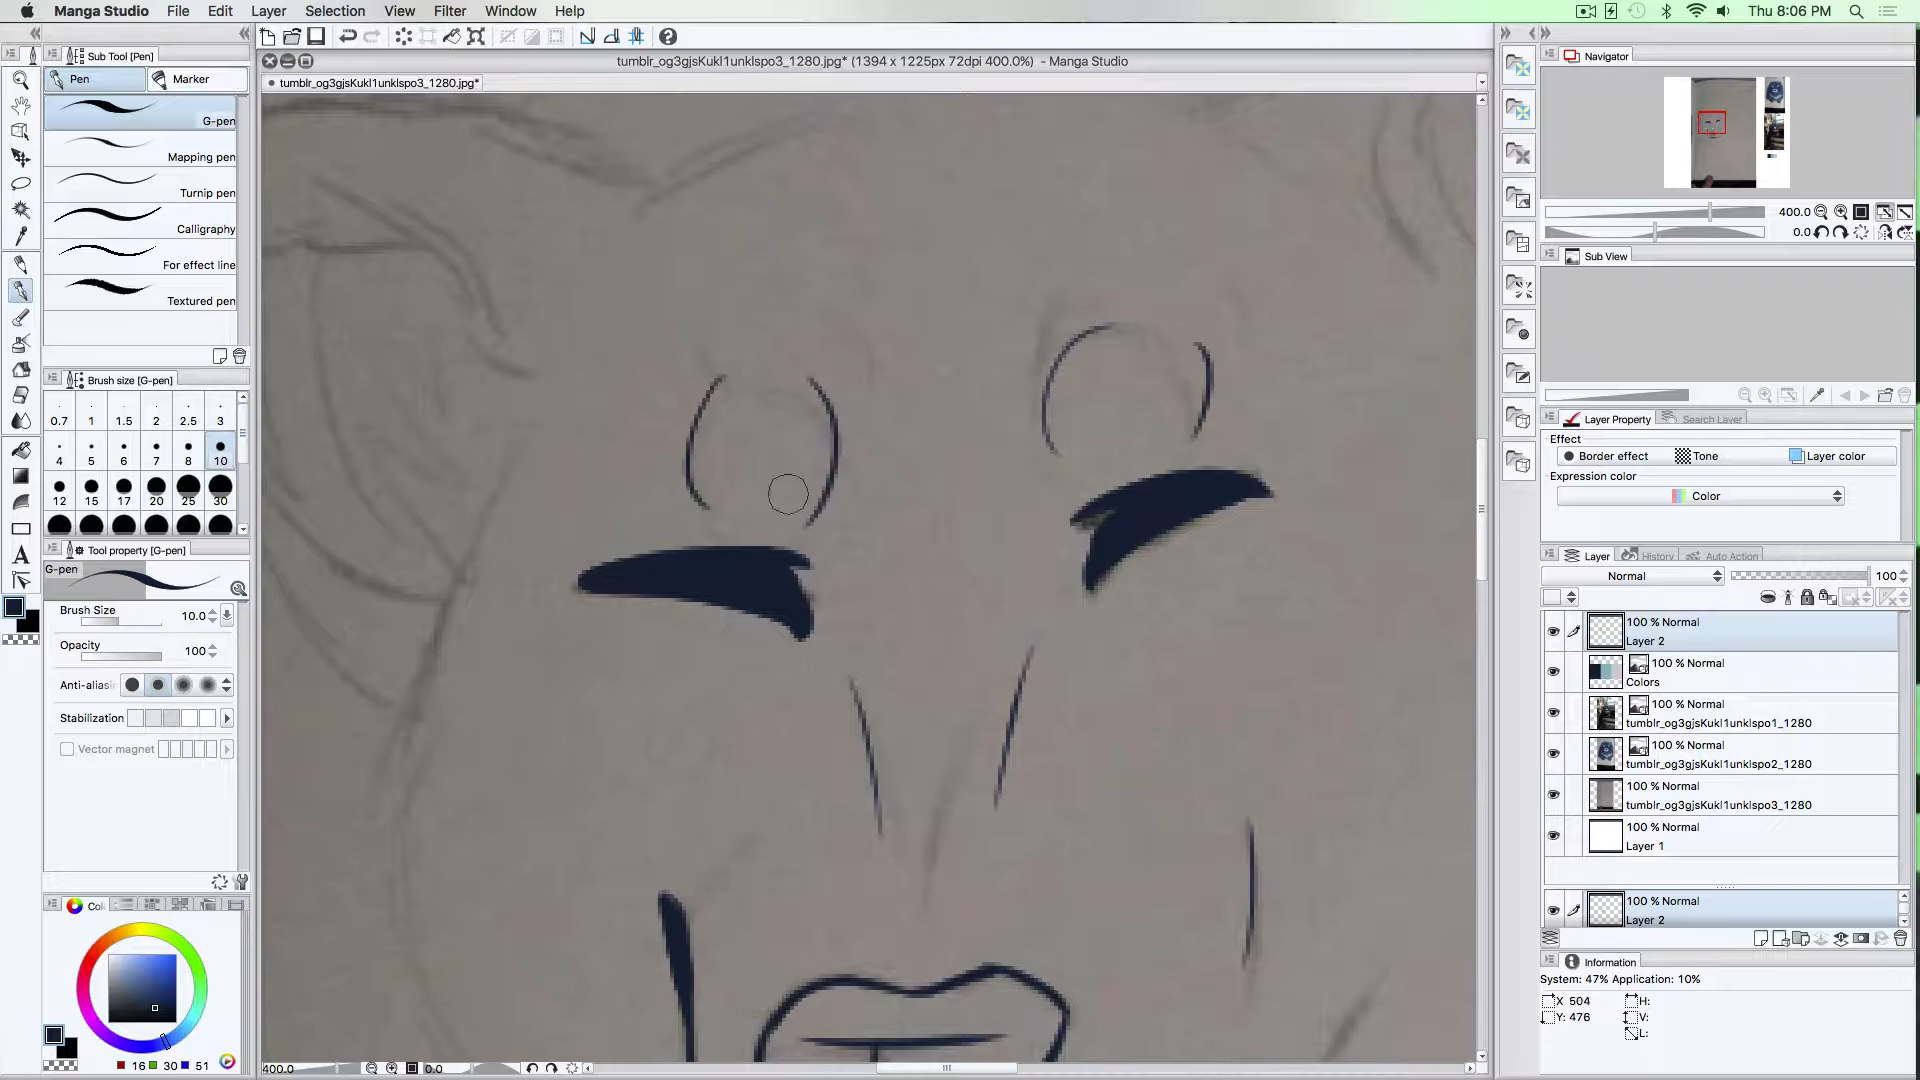 Manga Studio File Edit Layer Selection View Filter Window Help Thu 8:06 PM
Sub Tool [Pen]
Pen Marker
G-pen
Mapping pen
Turnip pen
Calligraphy
For effect line
Textured pen
Brush size [G-pen]
0.7 1 1.5 2 2.5 3
4 5 6 7 8 10
12 15 17 20 25 30
Tool property [G-pen]
G-pen
Brush Size 10.0
Opacity 100
Anti-aliasi
Stabilization
Vector magnet
Col
16 30 51
tumblr_og3gjsKukl1unklspo3_1280.jpg* (1394 x 1225px 72dpi 400.0%) - Manga Studio
tumblr_og3gjsKukl1unklspo3_1280.jpg*
400.0 0.0
Navigator
400.0
0.0
Sub View
Layer Property Search Layer
Effect
Border effect Tone Layer color
Expression color
Color
Layer History Auto Action
Normal 100
100 % Normal
Layer 2
100 % Normal
Colors
100 % Normal
tumblr_og3gjsKukl1unklspo1_1280
100 % Normal
tumblr_og3gjsKukl1unklspo2_1280
100 % Normal
tumblr_og3gjsKukl1unklspo3_1280
100 % Normal
Layer 1
100 % Normal
Layer 2
Information
System: 47% Application: 10%
X 504 H:
Y: 476 V:
L: